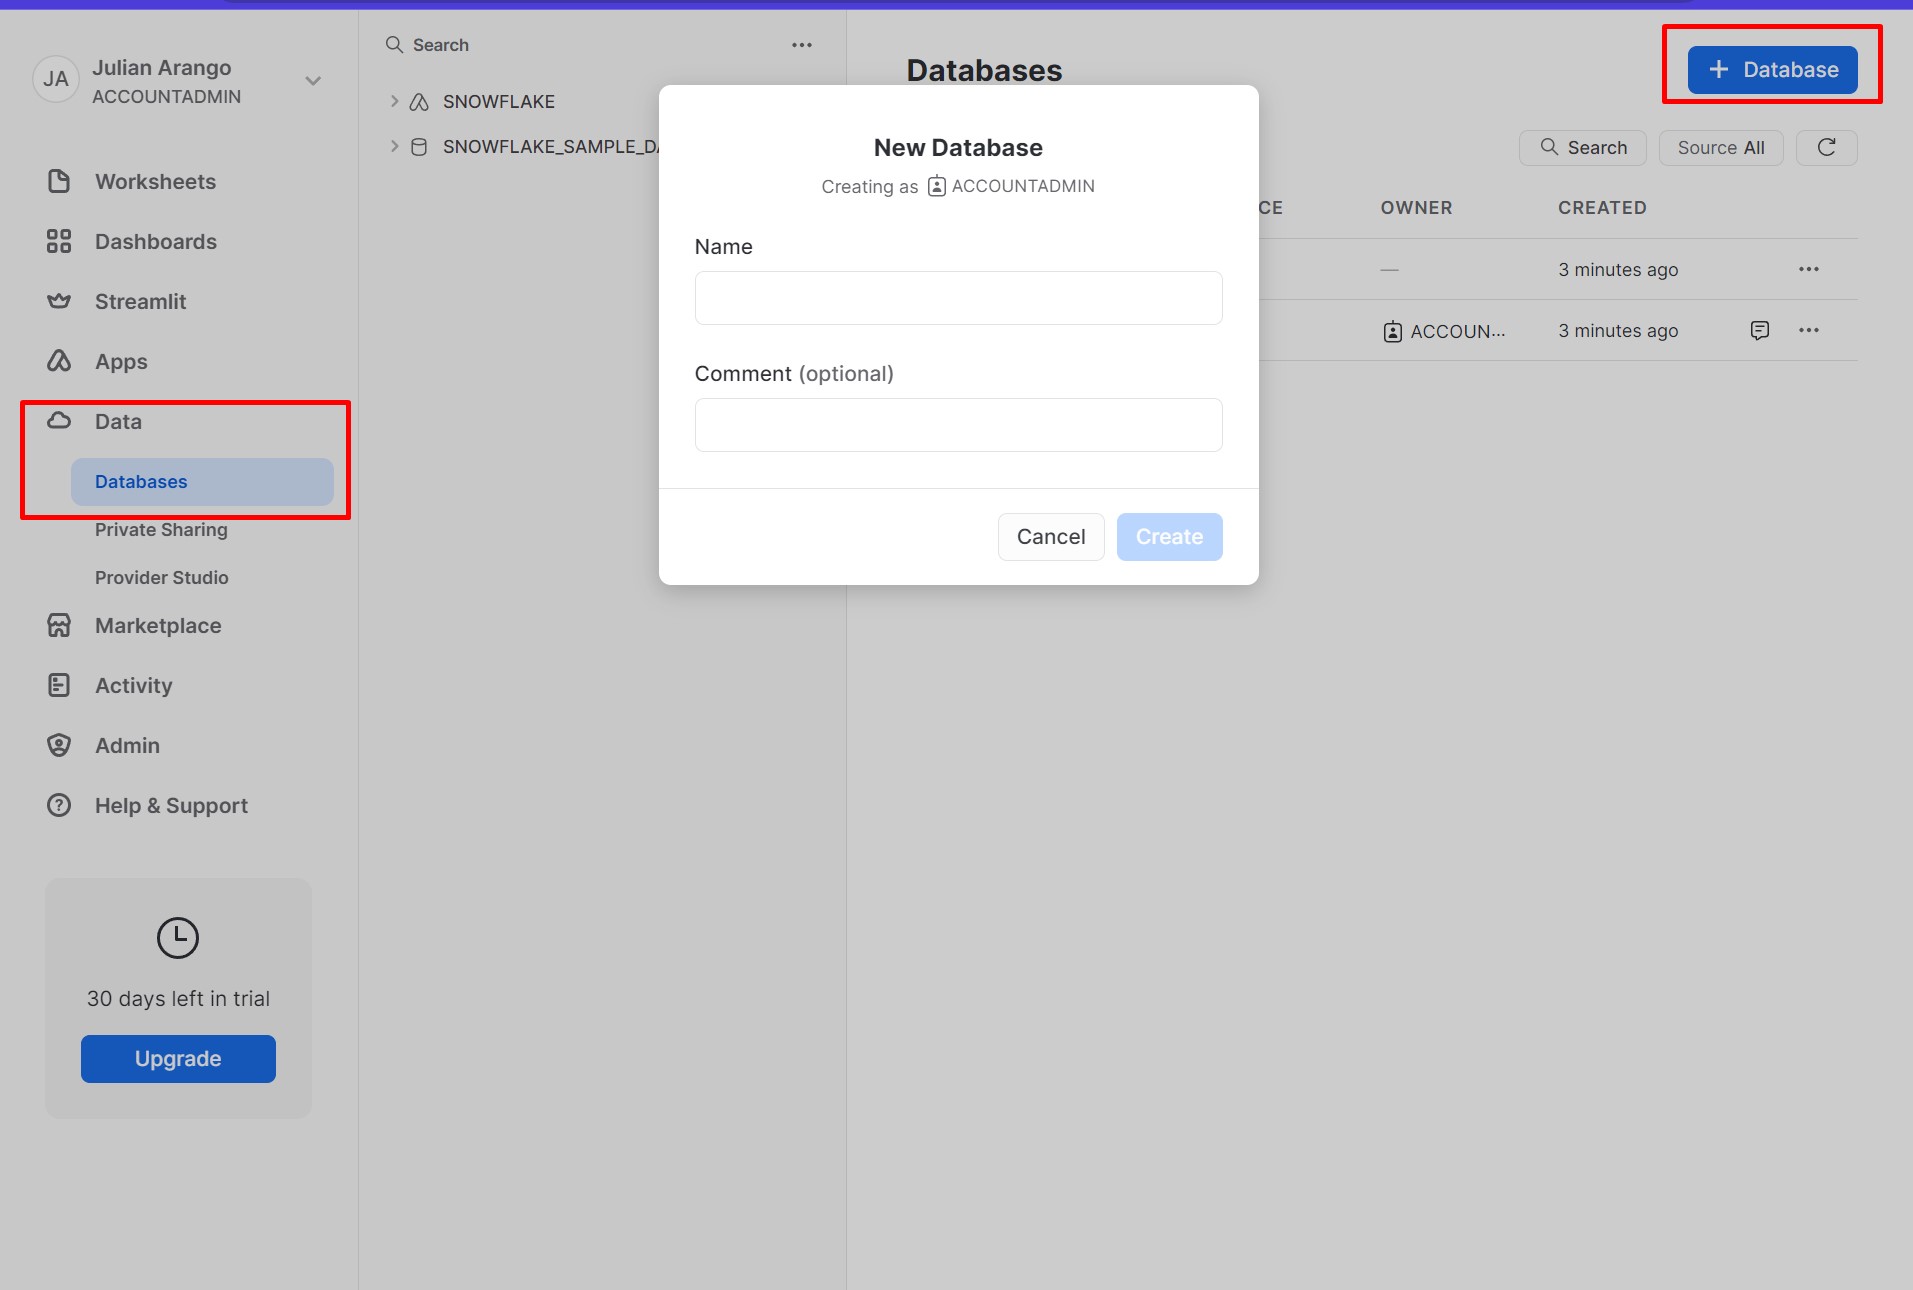 JA
Julian Arango
ACCOUNTADMIN
Worksheets
Dashboards
Streamlit
Apps
Data
Databases
Private Sharing
Provider Studio
Marketplace
Activity
Admin
Help & Support
30 days left in trial
Upgrade
Search
SNOWFLAKE
SNOWFLAKE_SAMPLE_DA
Databases
+ Database
Search
Source All
CE OWNER CREATED
— 3 minutes ago
ACCOUN... 3 minutes ago
New Database
Creating as ACCOUNTADMIN
Name
Comment (optional)
Cancel
Create